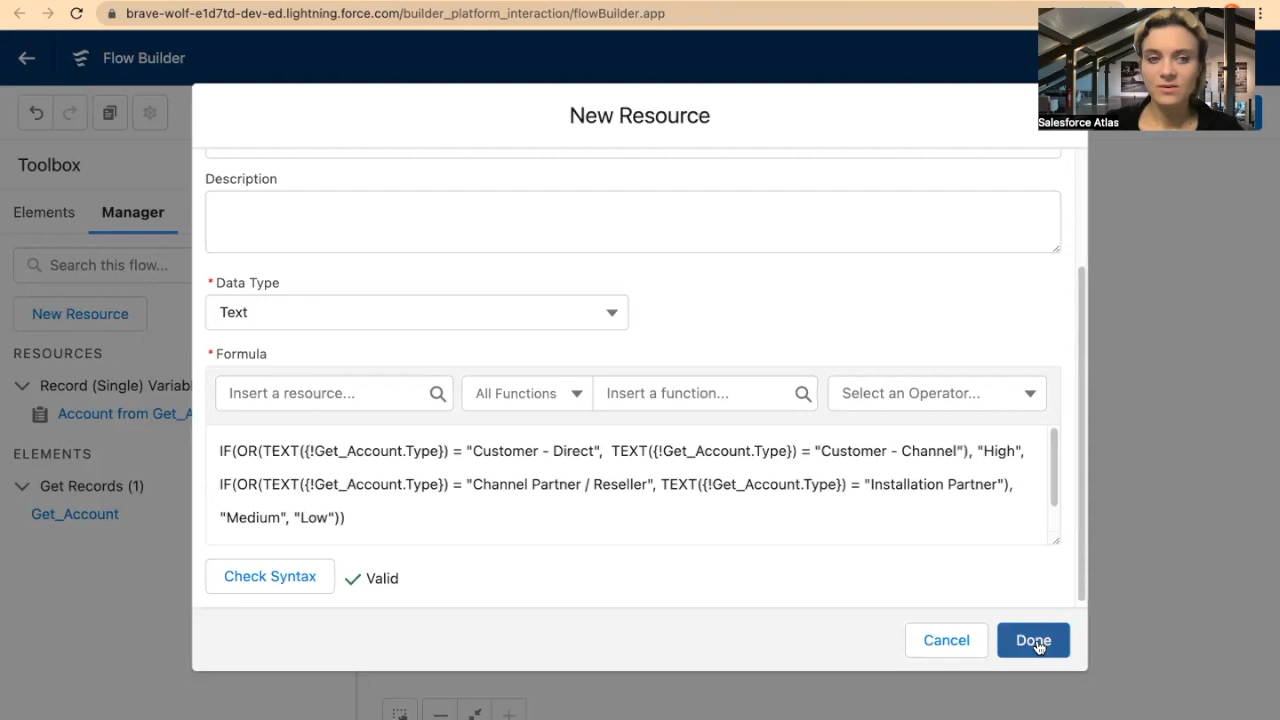 brave-wolf-e1d7td-dev-ed.lightning.force.com/builder_platform_interaction/flowBuilder.app
Flow Builder
Salesforce Atlas
New Resource
Toolbox
Elements
Manager
Search this flow...
New Resource
RESOURCES
Record (Single) Variab
Account from Get_A
ELEMENTS
Get Records (1)
Get_Account
Description
* Data Type
Text
* Formula
Insert a resource...
All Functions
Insert a function...
Select an Operator...
IF(OR(TEXT({!Get_Account.Type}) = "Customer - Direct",  TEXT({!Get_Account.Type}) = "Customer - Channel"), "High",
IF(OR(TEXT({!Get_Account.Type}) = "Channel Partner / Reseller", TEXT({!Get_Account.Type}) = "Installation Partner"),
"Medium", "Low"))
Check Syntax
Valid
Cancel
Done